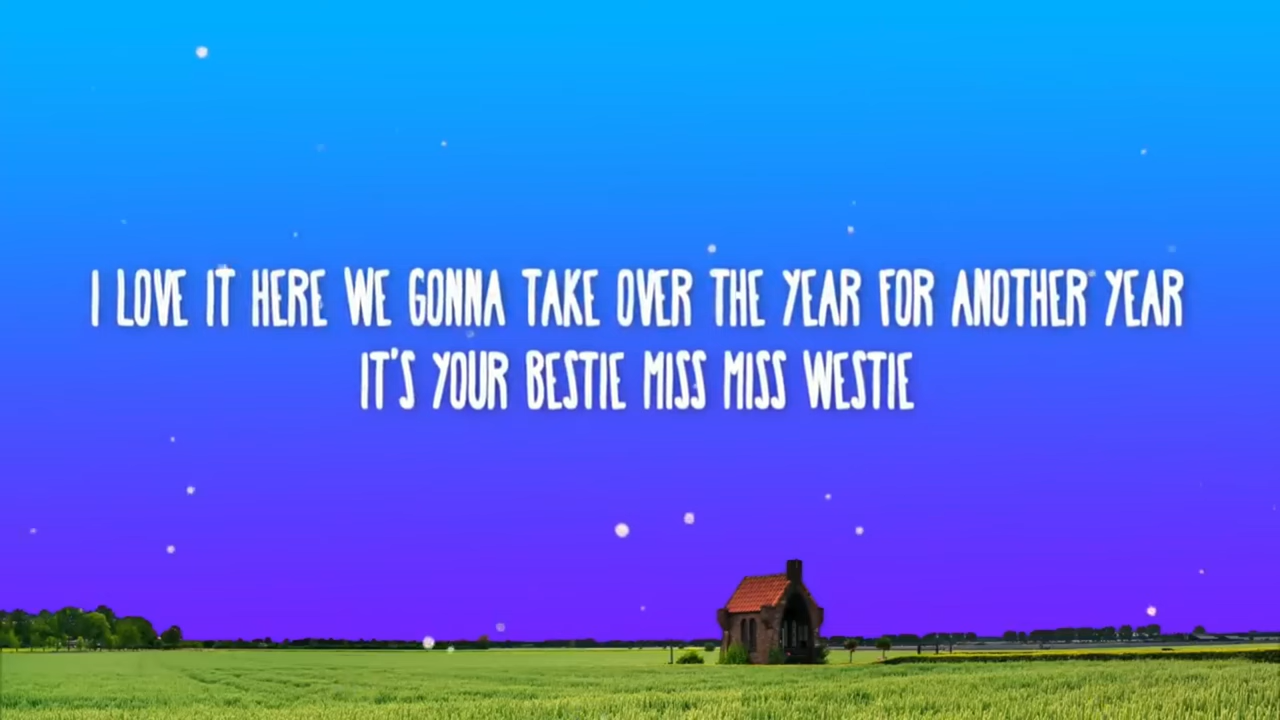 I LOVE IT HERE WE GONNA TAKE OVER THE YEAR FOR ANOTHER YEAR
IT'S YOUR BESTIE MISS MISS WESTIE